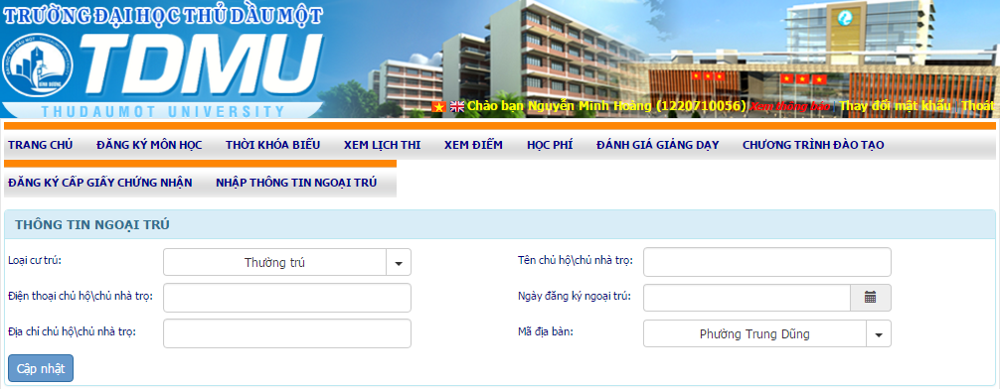 TRƯỜNG ĐẠI HỌC THỦ DẦU MỘT
TDMU
THUDAUMOT UNIVERSITY
Chào bạn Nguyễn Minh Hoàng (1220710056) Xem thông báo Thay đổi mật khẩu | Thoát
TRANG CHỦ ĐĂNG KÝ MÔN HỌC THỜI KHÓA BIỂU XEM LỊCH THI XEM ĐIỂM HỌC PHÍ ĐÁNH GIÁ GIẢNG DẠY CHƯƠNG TRÌNH ĐÀO TẠO
ĐĂNG KÝ CẤP GIẤY CHỨNG NHẬN NHẬP THÔNG TIN NGOẠI TRÚ
THÔNG TIN NGOẠI TRÚ
Loại cư trú: Thường trú Tên chủ hộ\chủ nhà trọ:
Điện thoại chủ hộ\chủ nhà trọ: Ngày đăng ký ngoại trú:
Địa chỉ chủ hộ\chủ nhà trọ: Mã địa bàn: Phường Trung Dũng
Cập nhật